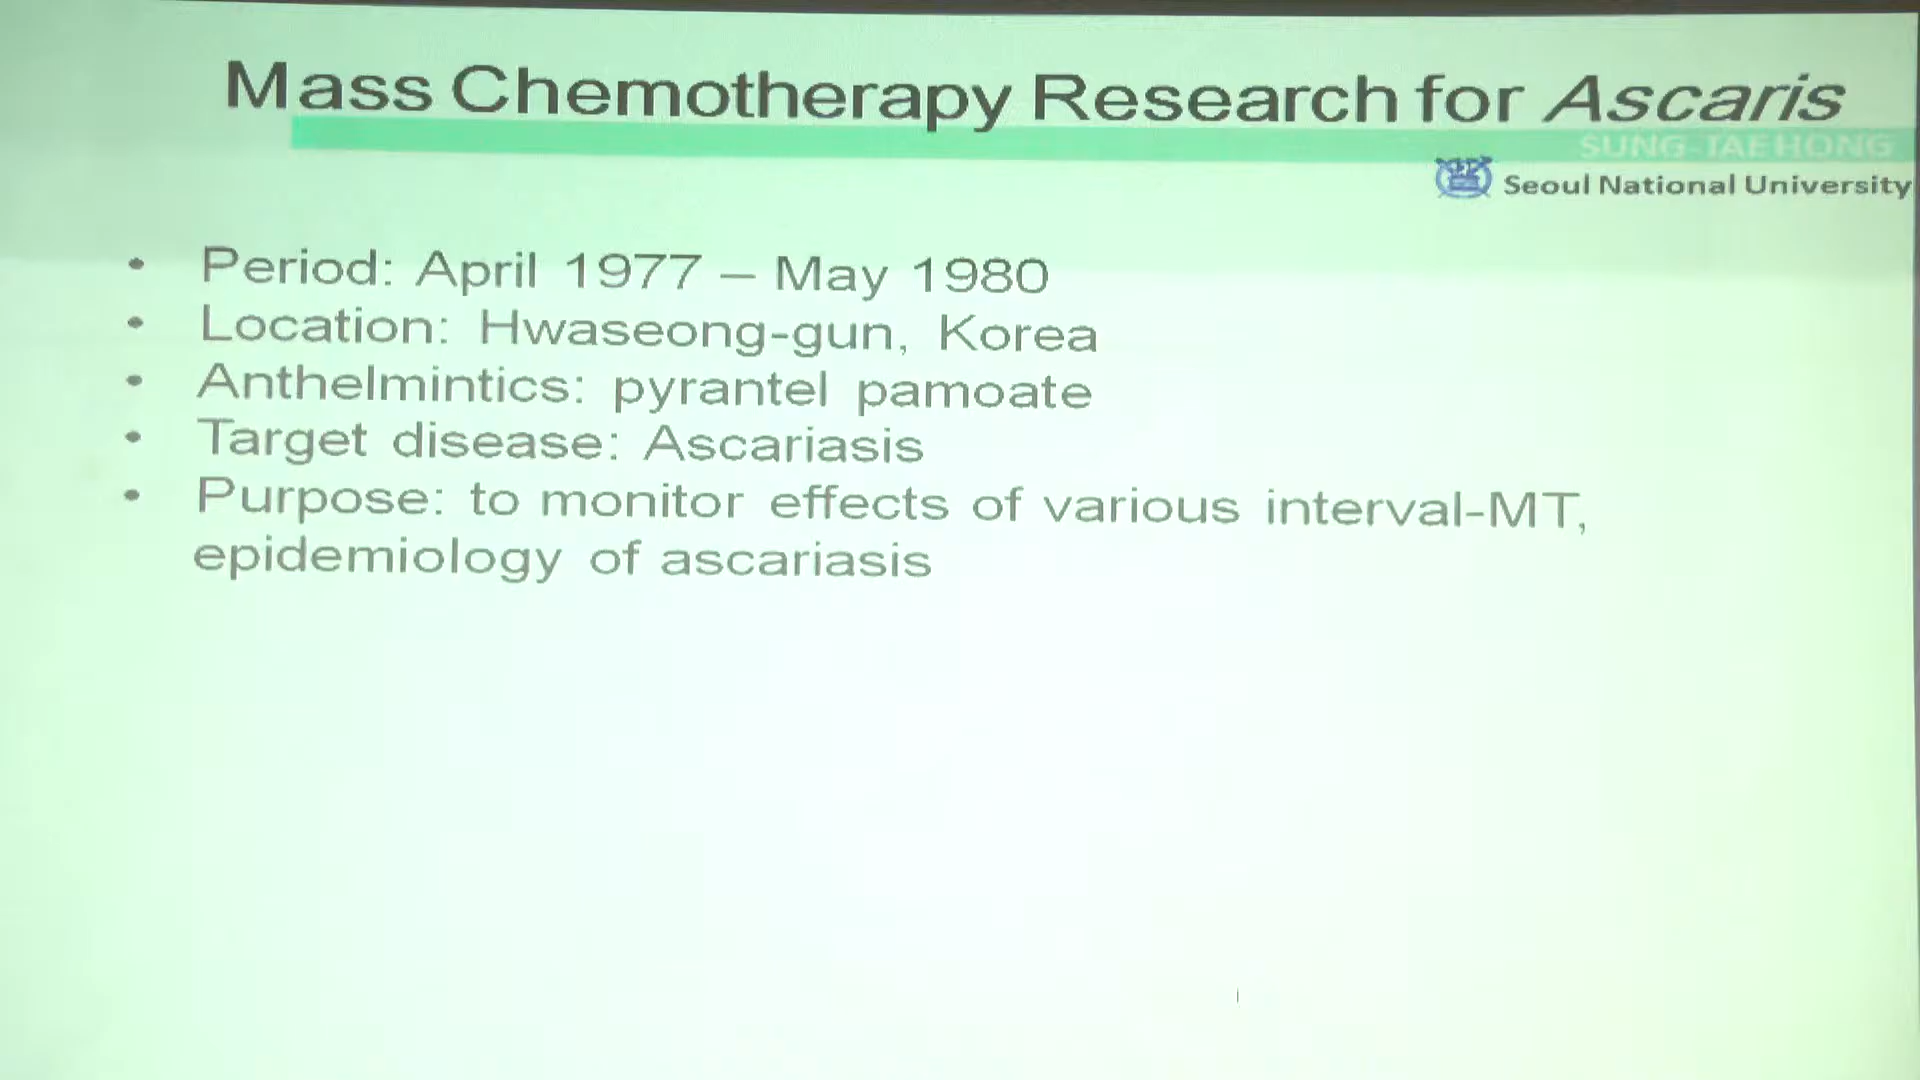 Mass Chemotherapy Research for Ascaris
SUNG-TAE HONG
Seoul National University
• Period: April 1977 – May 1980
• Location: Hwaseong-gun, Korea
• Anthelmintics: pyrantel pamoate
• Target disease: Ascariasis
• Purpose: to monitor effects of various interval-MT,
epidemiology of ascariasis